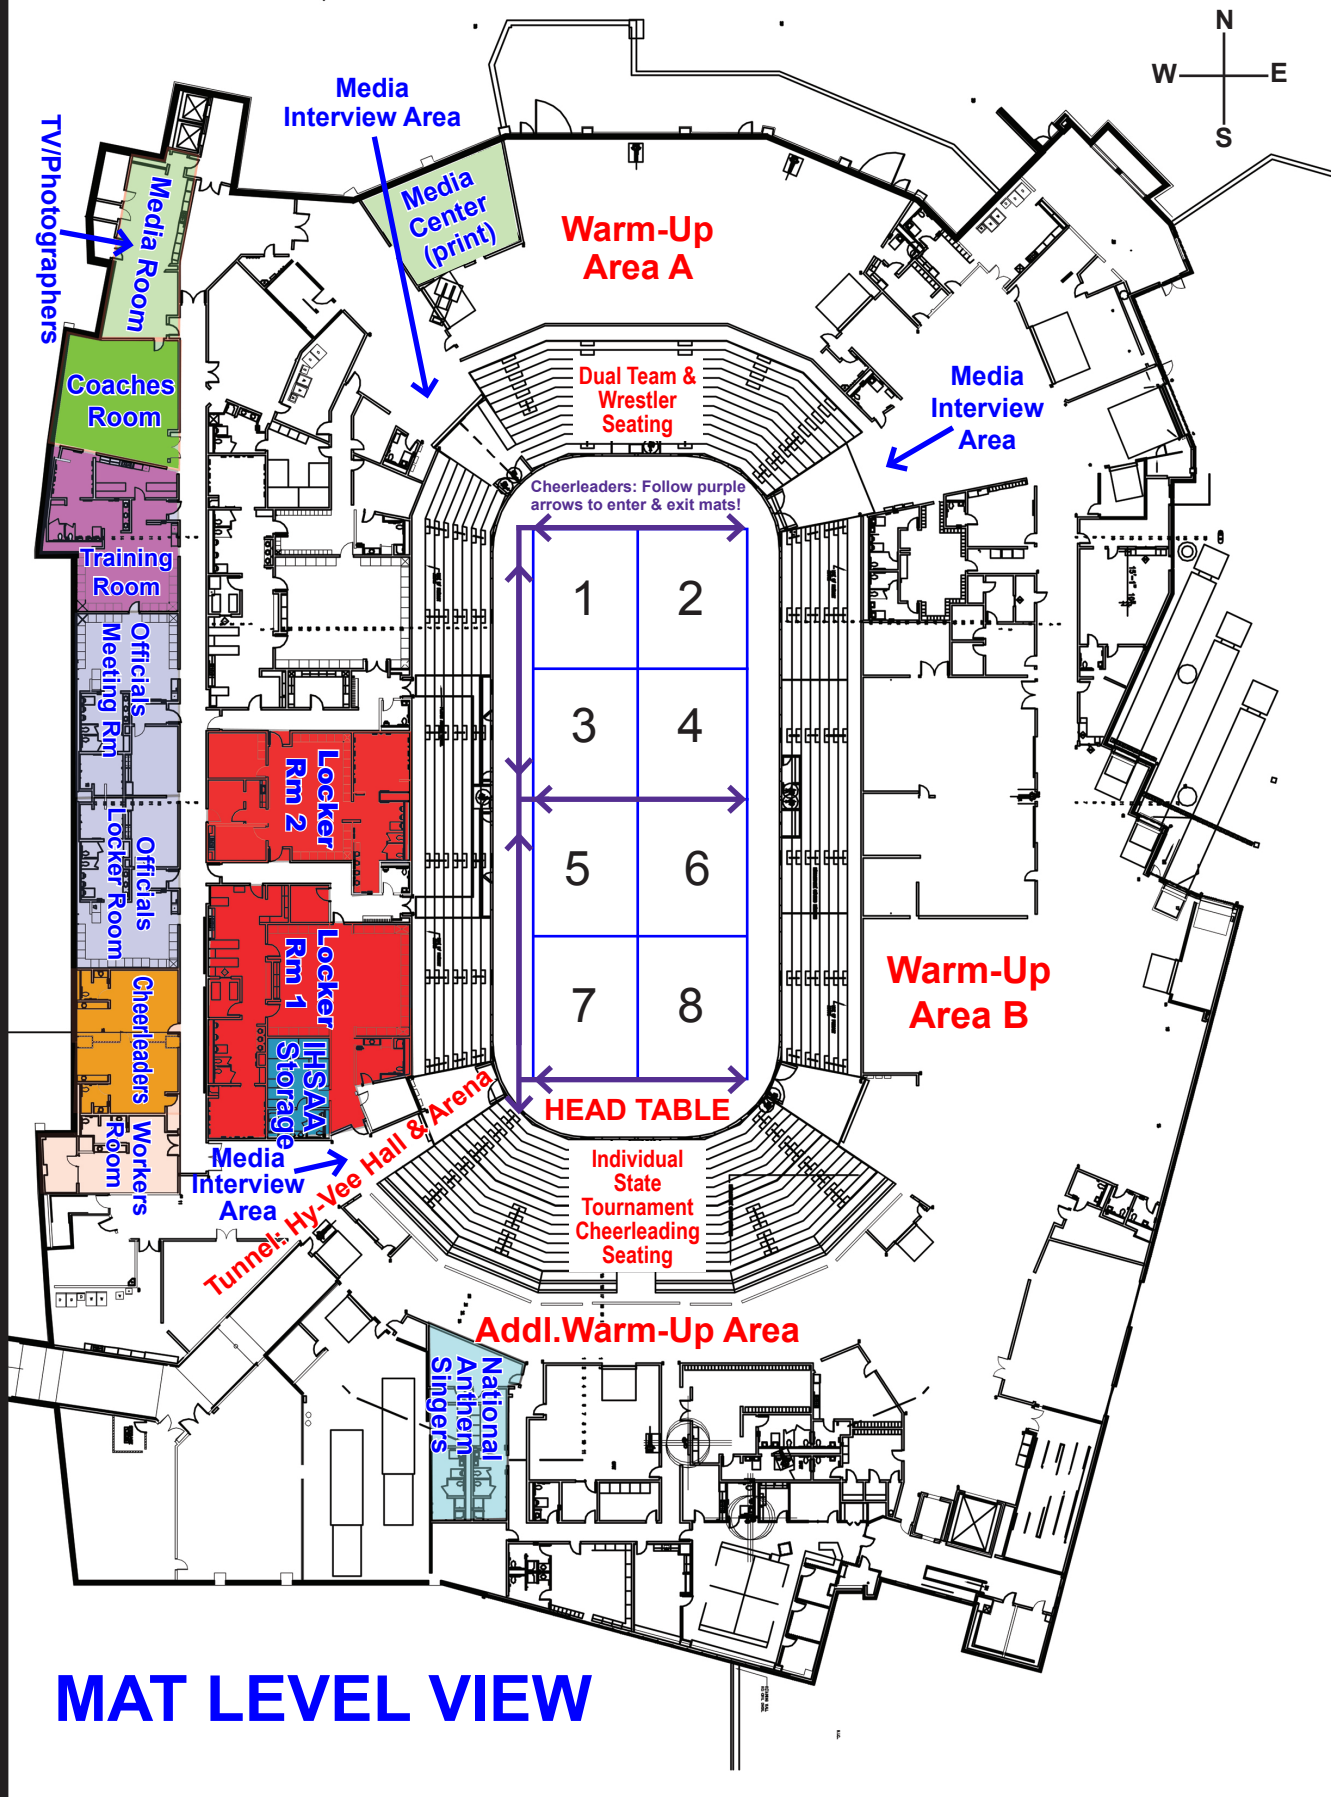 N
W
E
S
Media
Interview Area
TV/Photographers
Media Room
Media
Center
(print)
Warm-Up
Area A
Coaches
Room
Dual Team &
Wrestler
Seating
Media
Interview
Area
Cheerleaders: Follow purple
arrows to enter & exit mats!
Training
Room
1
2
Officials
Meeting Rm
3
4
Locker
Rm 2
Officials
Locker Room
5
6
Locker
Rm 1
Warm-Up
Area B
Cheerleaders
7
8
IHSAA
Storage
HEAD TABLE
Workers
Room
Media
Interview
Area
Tunnel: Hy-Vee Hall & Arena
Individual
State
Tournament
Cheerleading
Seating
Addl.Warm-Up Area
National
Anthem
Singers
MAT LEVEL VIEW